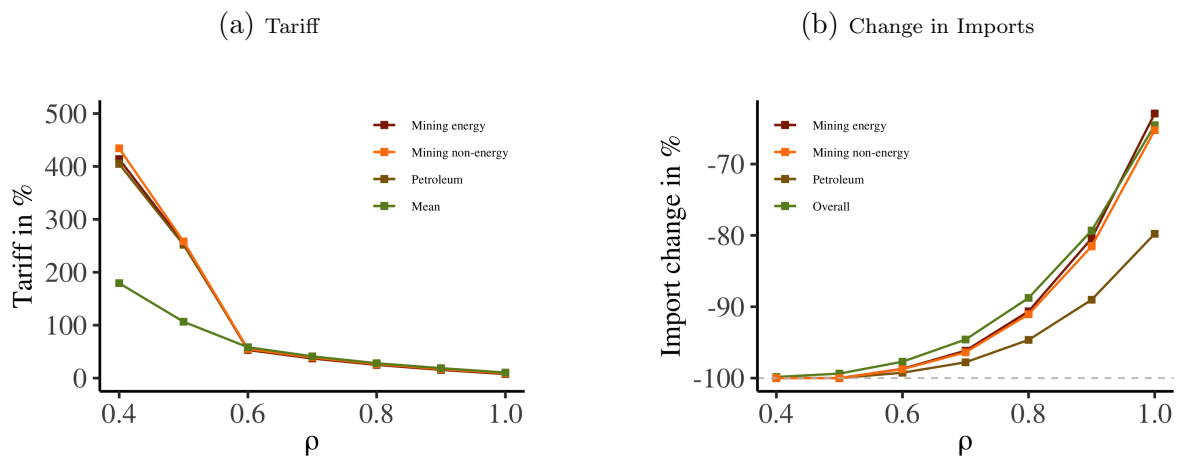 (a) Tariff
Tariff in %
500
400
300
200
100
0
0.4 0.6 0.8 1.0
ρ
Mining energy
Mining non-energy
Petroleum
Mean
(b) Change in Imports
Import change in %
-70
-80
-90
-100
0.4 0.6 0.8 1.0
ρ
Mining energy
Mining non-energy
Petroleum
Overall